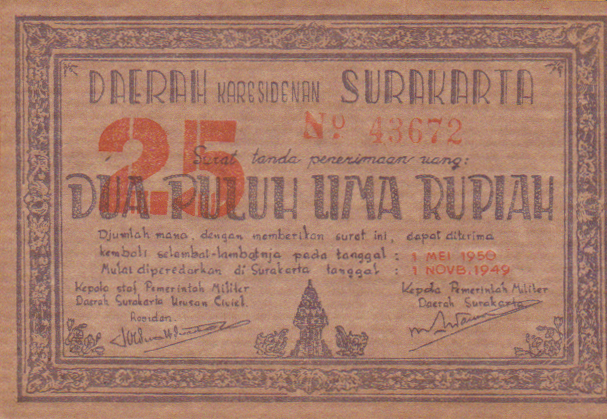 DAERAH KARESIDENAN SURAKARTA
25
Nº 43672
Surat tanda penerimaan uang:
DUA PULUH LIMA RUPIAH
Djumlah mana, dengan memberikan suret ini, dapat diterima
kembali selambat-lambatnja pada tanggal : 1 MEI 1950
Mulai diperedarkan di Surakarta tanggal : 1 NOVB. 1949
Kepala staf Pemerintah Militer
Daerah Surakarta Urusan Civiel.
Residen.
Kepala Pemerintah Militer
Daerah Surakarta